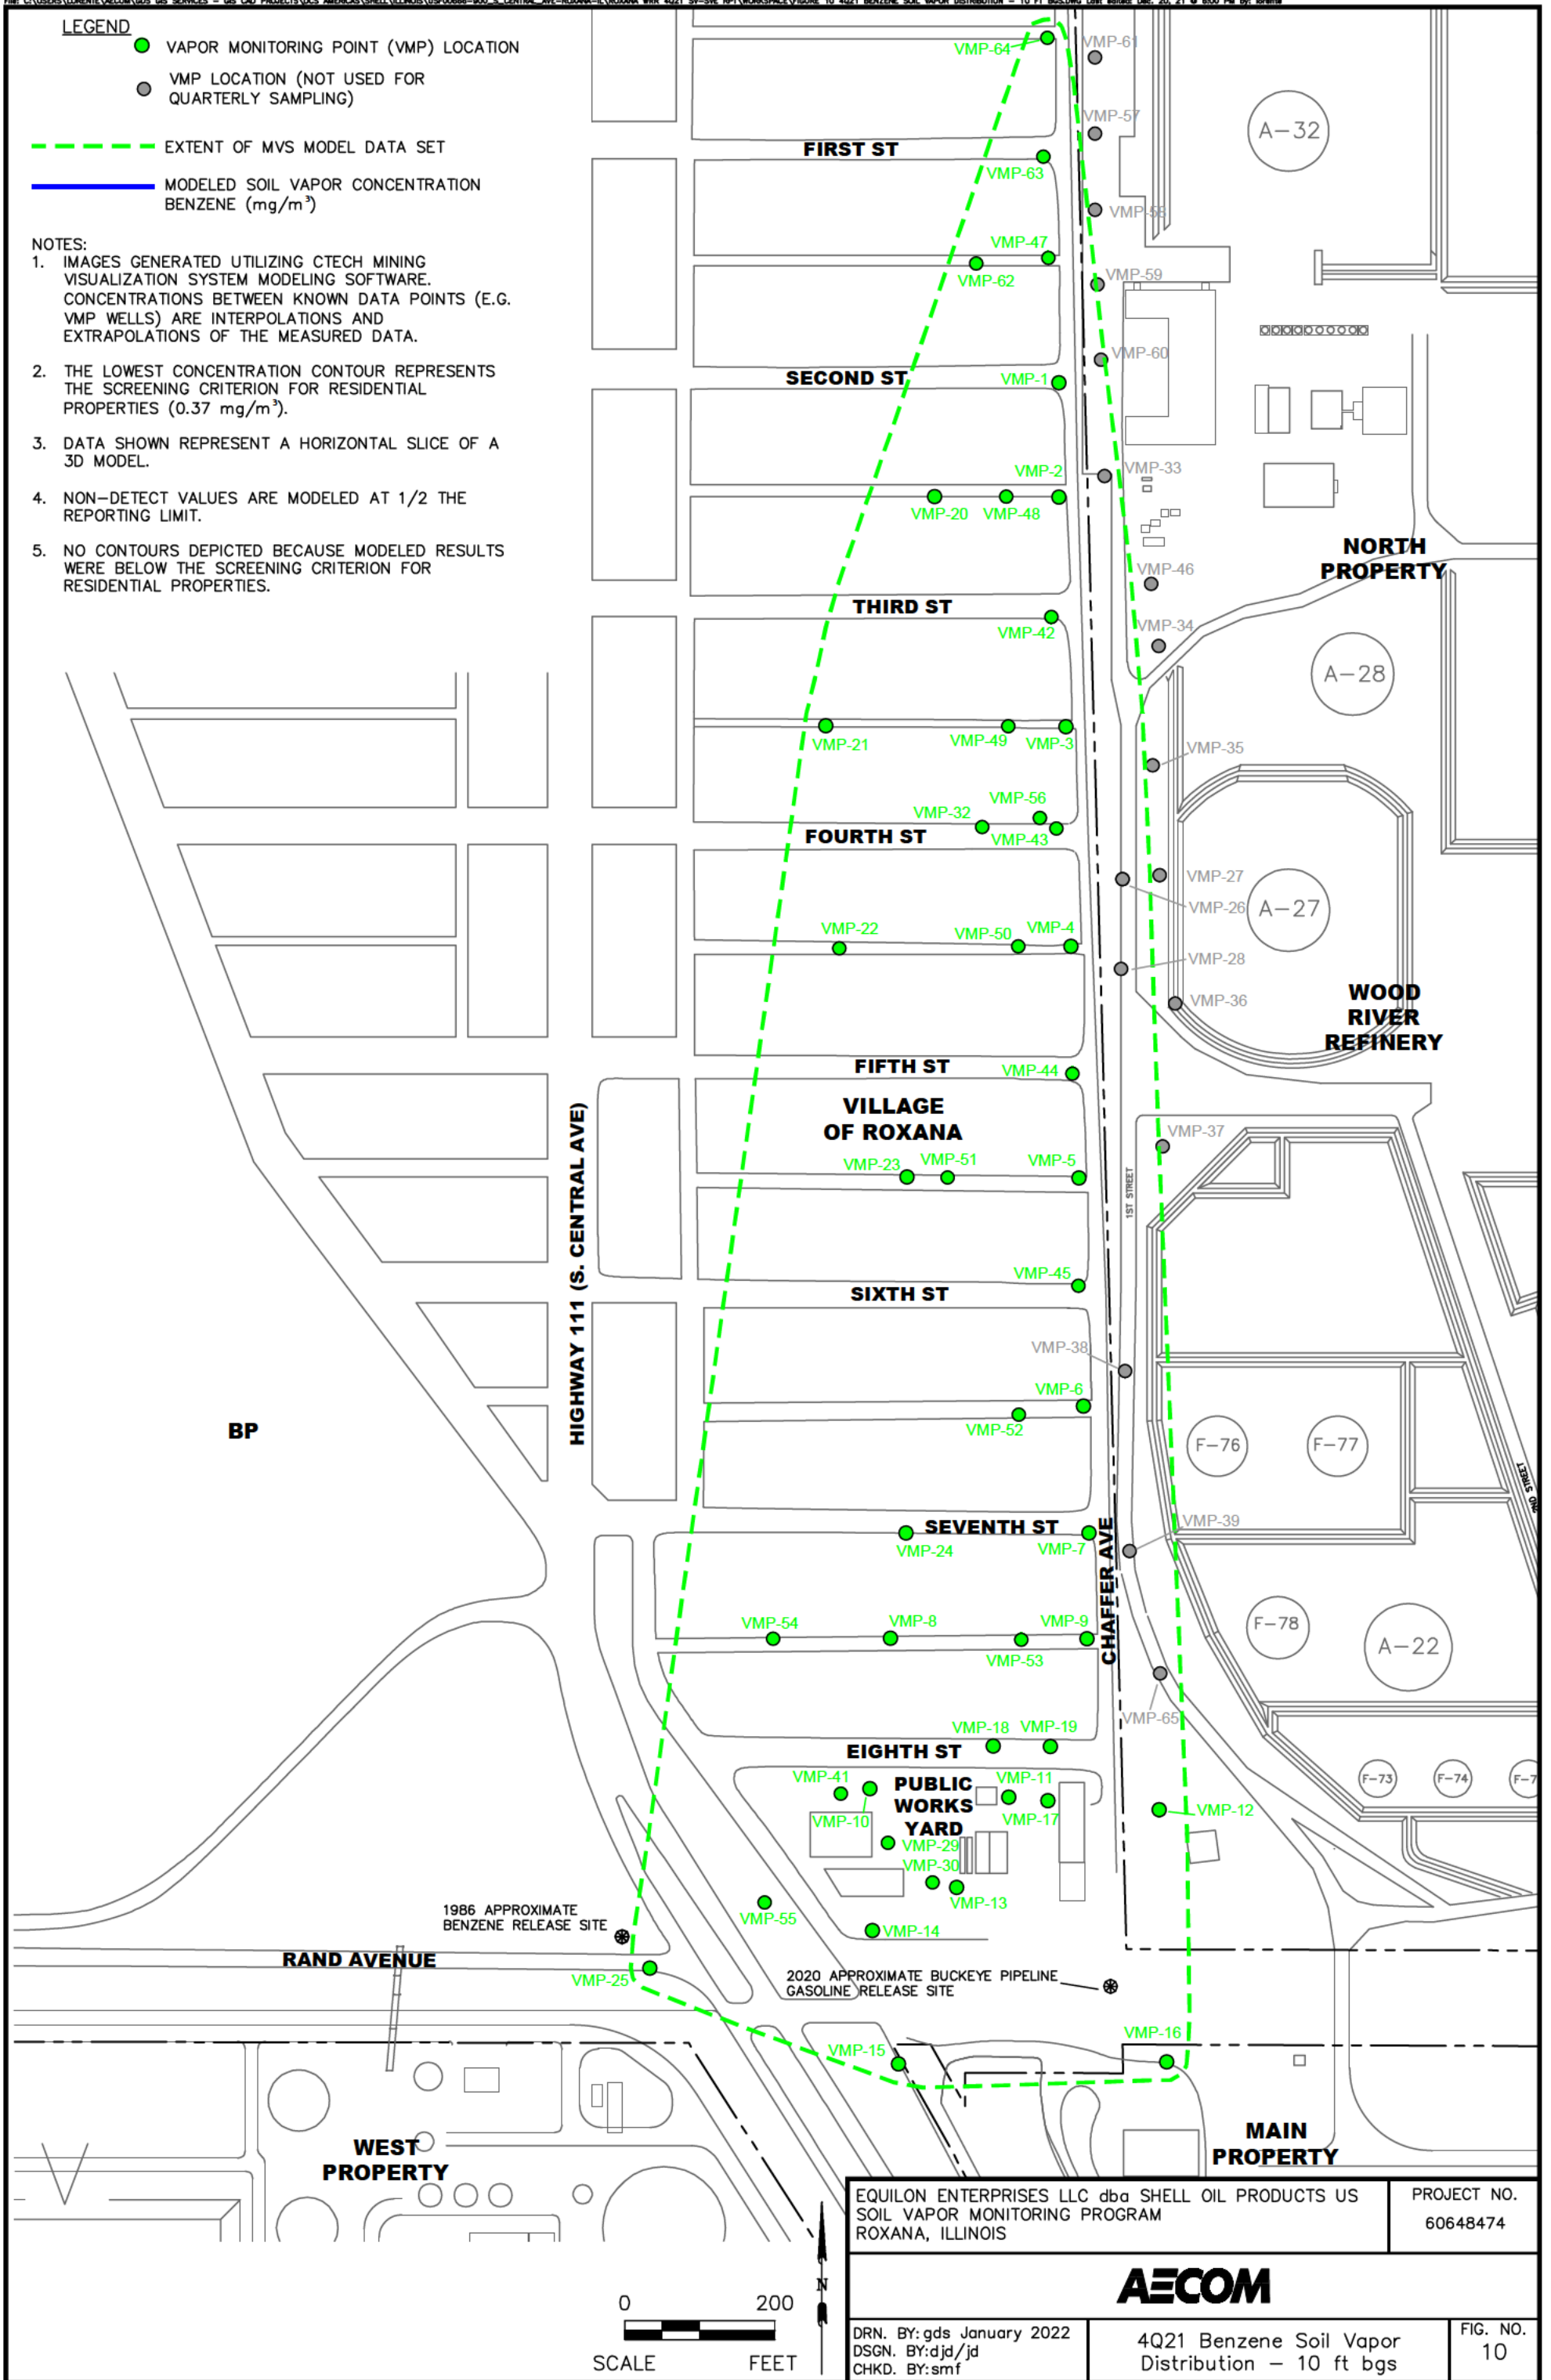 LEGEND
VAPOR MONITORING POINT (VMP) LOCATION
VMP LOCATION (NOT USED FOR
QUARTERLY SAMPLING)
EXTENT OF MVS MODEL DATA SET
MODELED SOIL VAPOR CONCENTRATION
BENZENE (mg/m³)
NOTES:
1. IMAGES GENERATED UTILIZING CTECH MINING
VISUALIZATION SYSTEM MODELING SOFTWARE.
CONCENTRATIONS BETWEEN KNOWN DATA POINTS (E.G.
VMP WELLS) ARE INTERPOLATIONS AND
EXTRAPOLATIONS OF THE MEASURED DATA.
2. THE LOWEST CONCENTRATION CONTOUR REPRESENTS
THE SCREENING CRITERION FOR RESIDENTIAL
PROPERTIES (0.37 mg/m³).
3. DATA SHOWN REPRESENT A HORIZONTAL SLICE OF A
3D MODEL.
4. NON-DETECT VALUES ARE MODELED AT 1/2 THE
REPORTING LIMIT.
5. NO CONTOURS DEPICTED BECAUSE MODELED RESULTS
WERE BELOW THE SCREENING CRITERION FOR
RESIDENTIAL PROPERTIES.
VMP-64
VMP-61
VMP-57
A-32
FIRST ST
VMP-63
VMP-58
VMP-47
VMP-62
VMP-59
VMP-60
SECOND ST
VMP-1
VMP-2
VMP-33
VMP-20
VMP-48
NORTH
PROPERTY
VMP-46
THIRD ST
VMP-42
VMP-34
A-28
VMP-21
VMP-49
VMP-3
VMP-35
VMP-56
VMP-32
VMP-43
FOURTH ST
VMP-27
VMP-26
A-27
VMP-22
VMP-50
VMP-4
VMP-28
VMP-36
WOOD
RIVER
REFINERY
FIFTH ST
VMP-44
VILLAGE
OF ROXANA
VMP-37
VMP-23
VMP-51
VMP-5
1ST STREET
HIGHWAY 111 (S. CENTRAL AVE)
VMP-45
SIXTH ST
VMP-38
VMP-6
VMP-52
BP
F-76
F-77
2ND STREET
SEVENTH ST
VMP-24
VMP-7
VMP-39
CHAFFER AVE
VMP-54
VMP-8
VMP-9
VMP-53
F-78
A-22
VMP-65
VMP-18
VMP-19
EIGHTH ST
VMP-41
PUBLIC
WORKS
YARD
VMP-11
VMP-10
VMP-17
VMP-12
F-73
F-74
F-7
VMP-29
VMP-30
VMP-13
VMP-55
VMP-14
1986 APPROXIMATE
BENZENE RELEASE SITE
RAND AVENUE
VMP-25
2020 APPROXIMATE BUCKEYE PIPELINE
GASOLINE RELEASE SITE
VMP-15
VMP-16
WEST
PROPERTY
MAIN
PROPERTY
0 200
SCALE FEET
N
EQUILON ENTERPRISES LLC dba SHELL OIL PRODUCTS US
SOIL VAPOR MONITORING PROGRAM
ROXANA, ILLINOIS
PROJECT NO.
60648474
AECOM
DRN. BY:gds January 2022
DSGN. BY:djd/jd
CHKD. BY:smf
4Q21 Benzene Soil Vapor
Distribution - 10 ft bgs
FIG. NO.
10